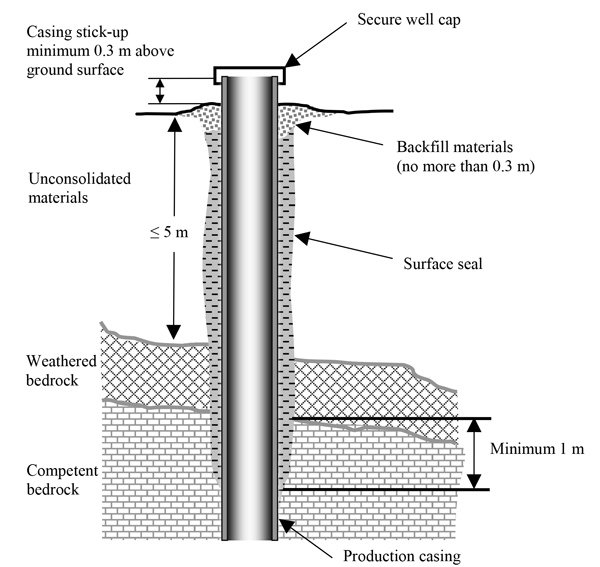 Secure well cap
Casing stick-up
minimum 0.3 m above
ground surface
Backfill materials
(no more than 0.3 m)
Unconsolidated
materials
≤ 5 m
Surface seal
Weathered
bedrock
Minimum 1 m
Competent
bedrock
Production casing